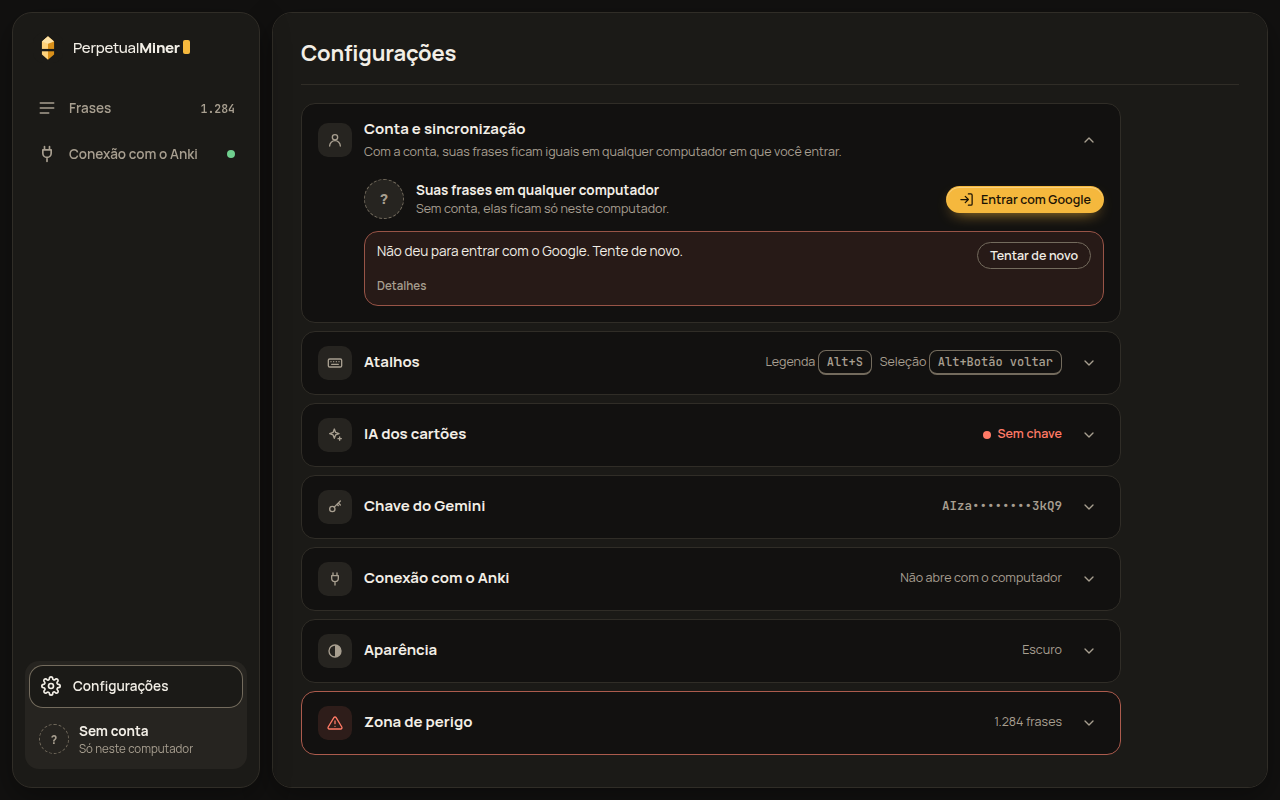 PerpetualMiner
Frases 1.284
Conexão com o Anki
Configurações
?
Sem conta
Só neste computador
Configurações
Conta e sincronização
Com a conta, suas frases ficam iguais em qualquer computador em que você entrar.
?
Suas frases em qualquer computador
Sem conta, elas ficam só neste computador.
Entrar com Google
Não deu para entrar com o Google. Tente de novo.
Tentar de novo
Detalhes
Atalhos Legenda Alt+S Seleção Alt+Botão voltar
IA dos cartões Sem chave
Chave do Gemini AIza••••••••3kQ9
Conexão com o Anki Não abre com o computador
Aparência Escuro
Zona de perigo 1.284 frases